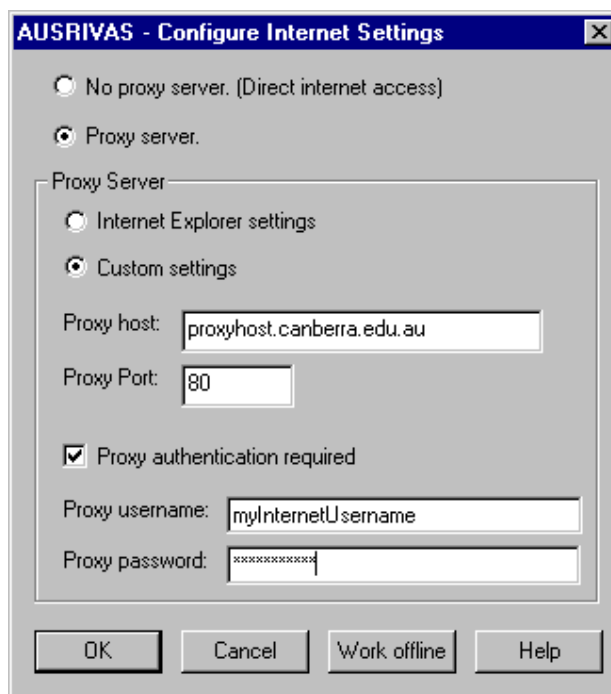 AUSRIVAS - Configure Internet Settings
No proxy server. (Direct internet access)
Proxy server.
Proxy Server
Internet Explorer settings
Custom settings
Proxy host: proxyhost.canberra.edu.au
Proxy Port: 80
Proxy authentication required
Proxy username: myInternetUsername
Proxy password: ***********
OK Cancel Work offline Help